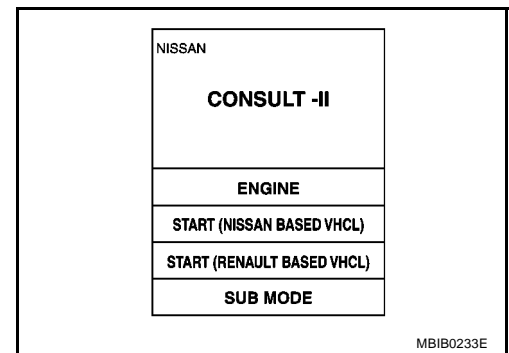 NISSAN
CONSULT -II
ENGINE
START (NISSAN BASED VHCL)
START (RENAULT BASED VHCL)
SUB MODE
MBIB0233E